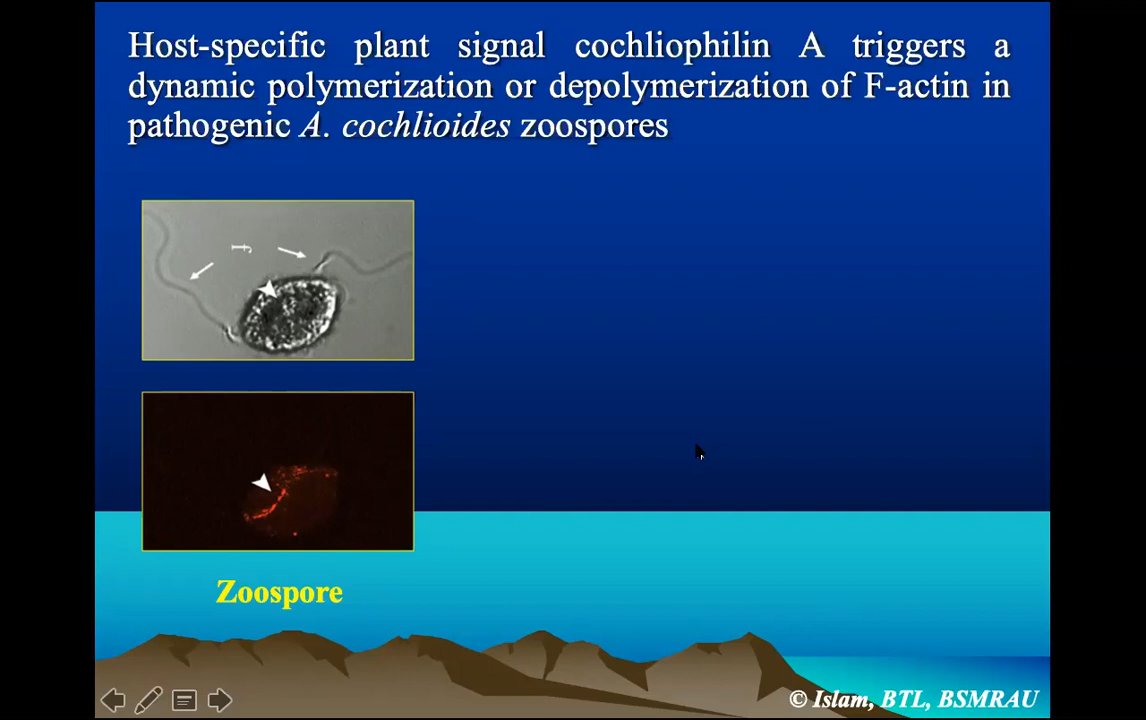 Host-specific plant signal cochliophilin A triggers a
dynamic polymerization or depolymerization of F-actin in
pathogenic A. cochlioides zoospores
f
Zoospore
© Islam, BTL, BSMRAU